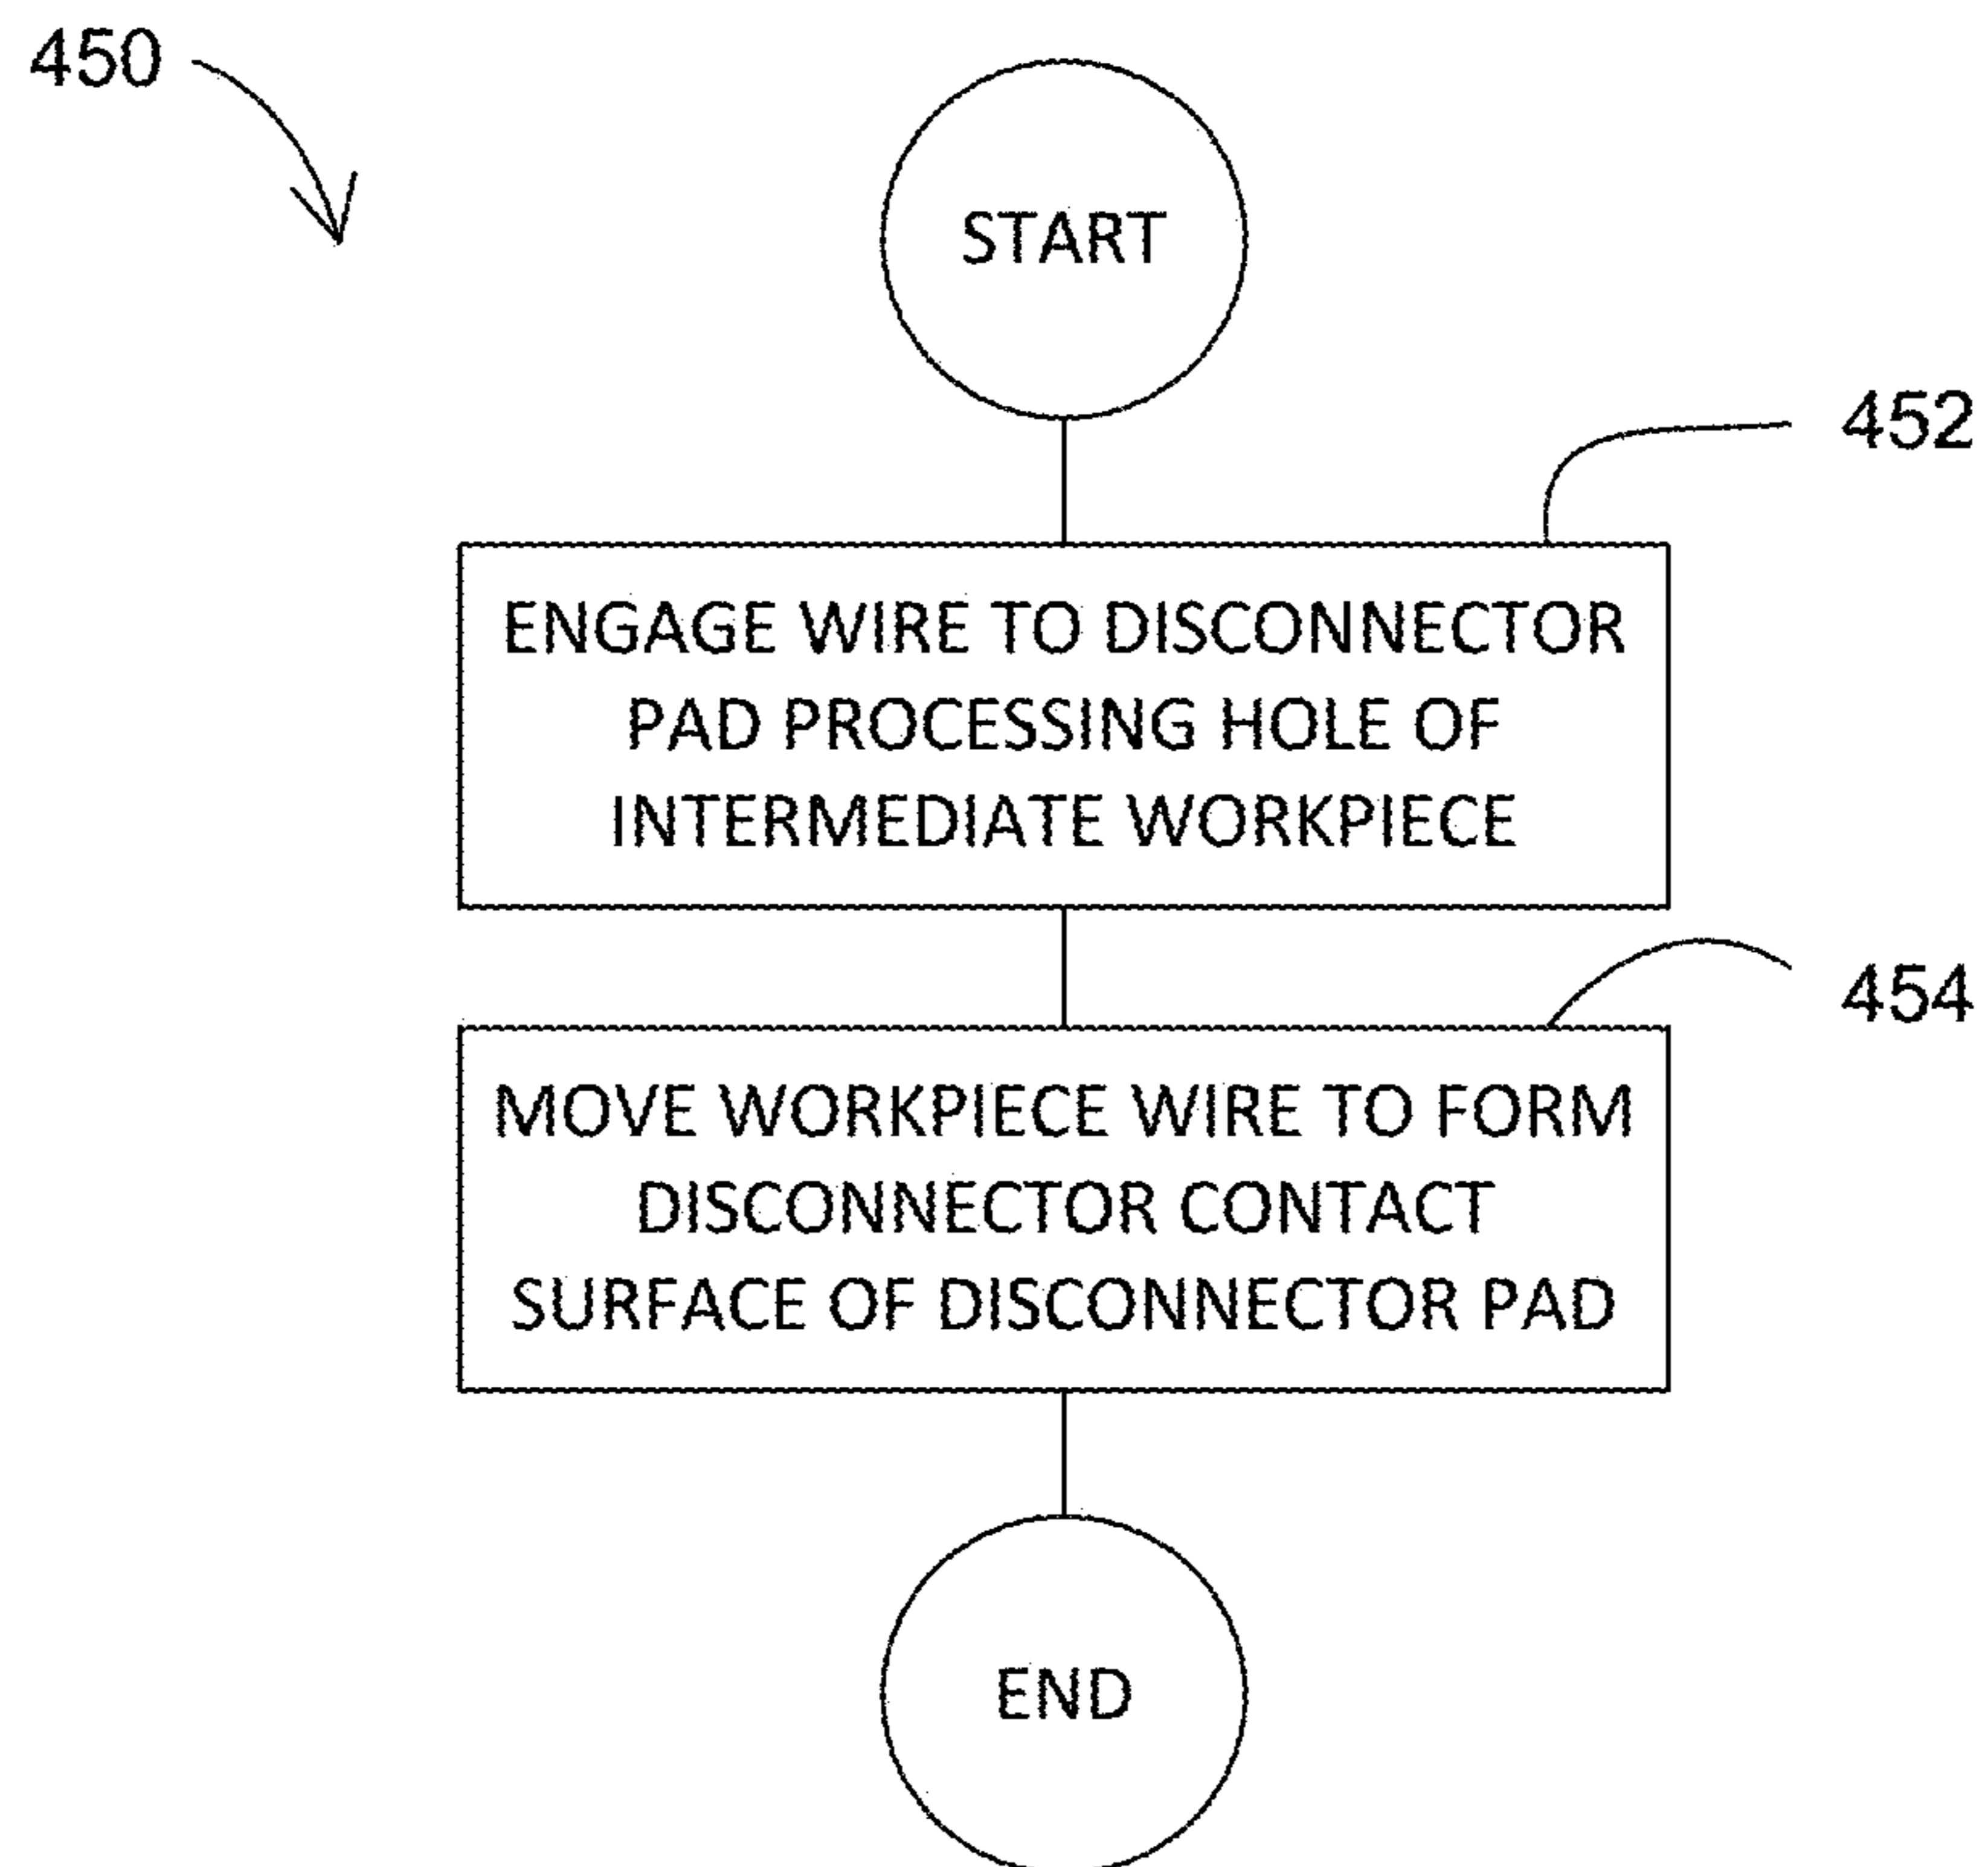 450
START
452
ENGAGE WIRE TO DISCONNECTOR
PAD PROCESSING HOLE OF
INTERMEDIATE WORKPIECE
454
MOVE WORKPIECE WIRE TO FORM
DISCONNECTOR CONTACT
SURFACE OF DISCONNECTOR PAD
END